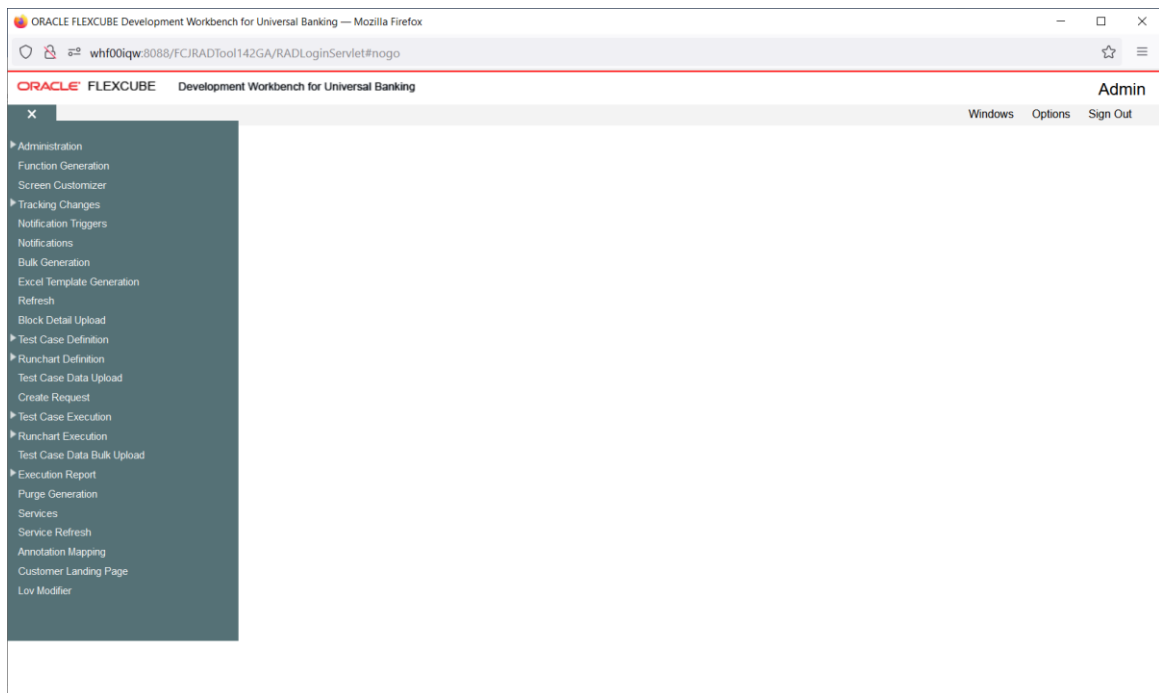 ORACLE FLEXCUBE Development Workbench for Universal Banking — Mozilla Firefox
whf00iqw:8088/FCJRADTool142GA/RADLoginServlet#nogo
ORACLE FLEXCUBE Development Workbench for Universal Banking Admin
Windows Options Sign Out
Administration
Function Generation
Screen Customizer
Tracking Changes
Notification Triggers
Notifications
Bulk Generation
Excel Template Generation
Refresh
Block Detail Upload
Test Case Definition
Runchart Definition
Test Case Data Upload
Create Request
Test Case Execution
Runchart Execution
Test Case Data Bulk Upload
Execution Report
Purge Generation
Services
Service Refresh
Annotation Mapping
Customer Landing Page
Lov Modifier